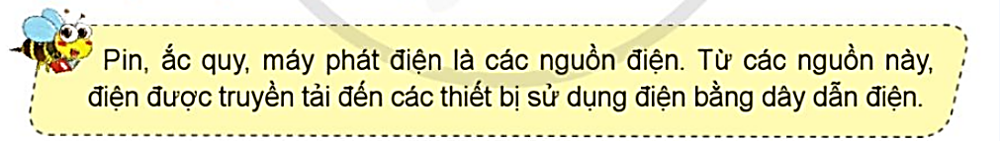 Pin, ắc quy, máy phát điện là các nguồn điện. Từ các nguồn này,
điện được truyền tải đến các thiết bị sử dụng điện bằng dây dẫn điện.